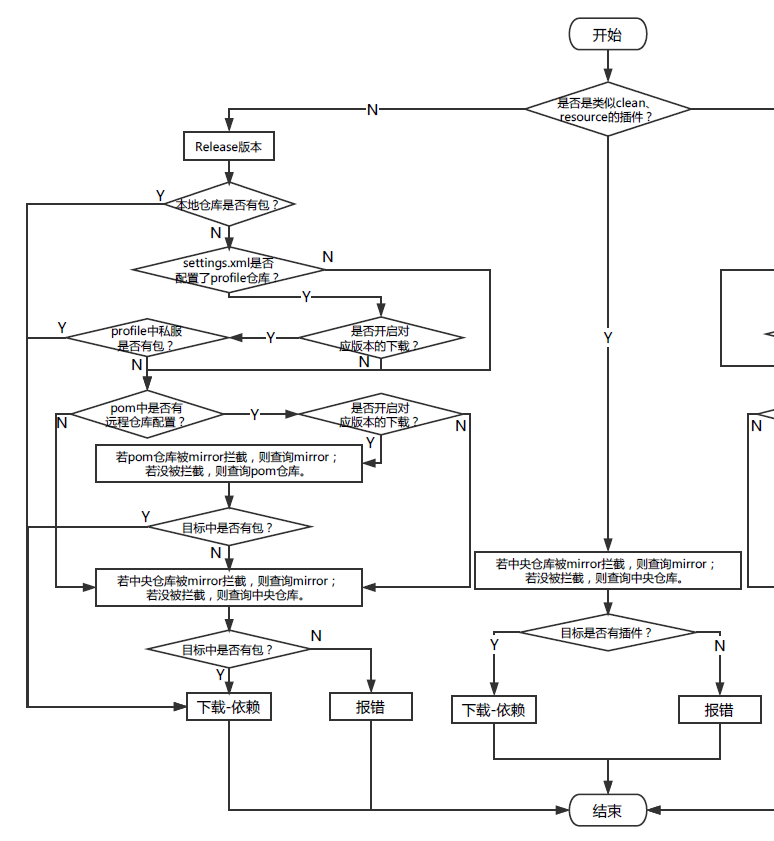 开始
是否是类似clean、
resource的插件？
N
Release版本
Y
本地仓库是否有包？
N
settings.xml是否
配置了profile仓库？
N
Y
Y
profile中私服
是否有包？
Y
是否开启对
应版本的下载？
Y
N
N
pom中是否有
远程仓库配置？
Y
是否开启对
应版本的下载？
N
N
N
Y
若pom仓库被mirror拦截，则查询mirror；
若没被拦截，则查询pom仓库。
Y
目标中是否有包？
N
若中央仓库被mirror拦截，则查询mirror；
若没被拦截，则查询中央仓库。
若中央仓库被mirror拦截，则查询mirror；
若没被拦截，则查询中央仓库。
目标中是否有包？
N
Y
目标是否有插件？
Y
N
下载-依赖
报错
下载-依赖
报错
结束